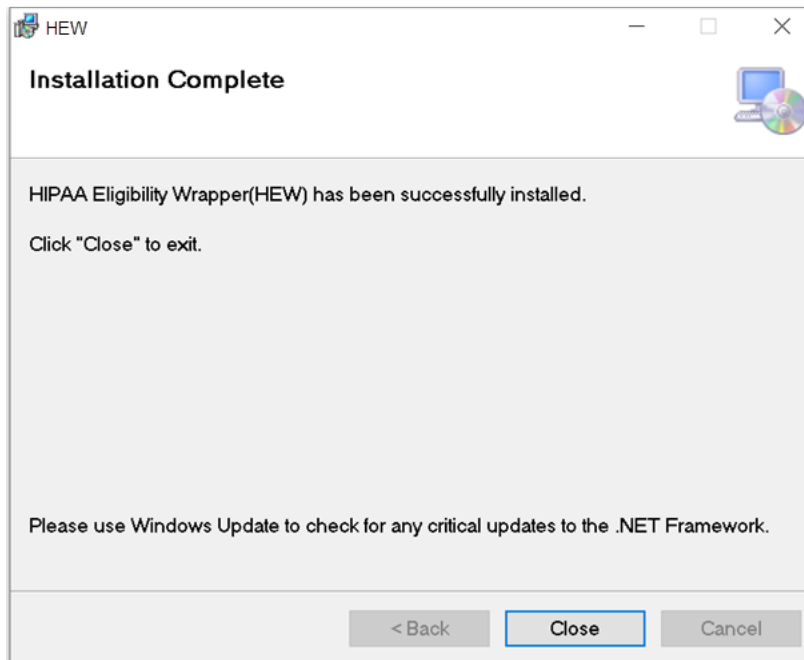 HEW
Installation Complete
HIPAA Eligibility Wrapper(HEW) has been successfully installed.
Click "Close" to exit.
Please use Windows Update to check for any critical updates to the .NET Framework.
< Back Close Cancel